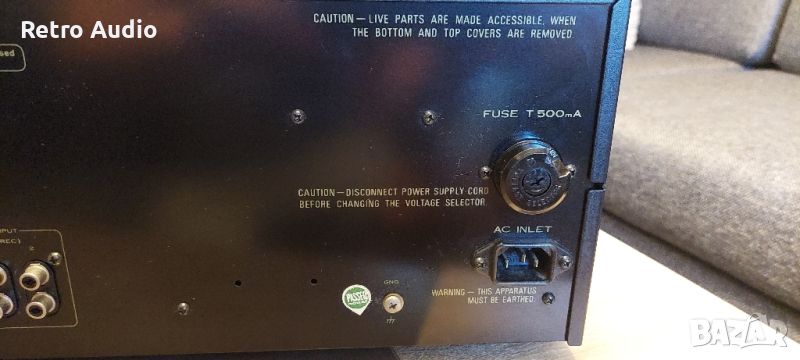 Retro Audio
CAUTION — LIVE PARTS ARE MADE ACCESSIBLE, WHEN
THE BOTTOM AND TOP COVERS ARE REMOVED.
FUSE T 500mA
CAUTION — DISCONNECT POWER SUPPLY CORD
BEFORE CHANGING THE VOLTAGE SELECTOR.
AC INLET
REC)
2
GND
PASSED
WARNING — THIS APPARATUS
MUST BE EARTHED.
BAZAR